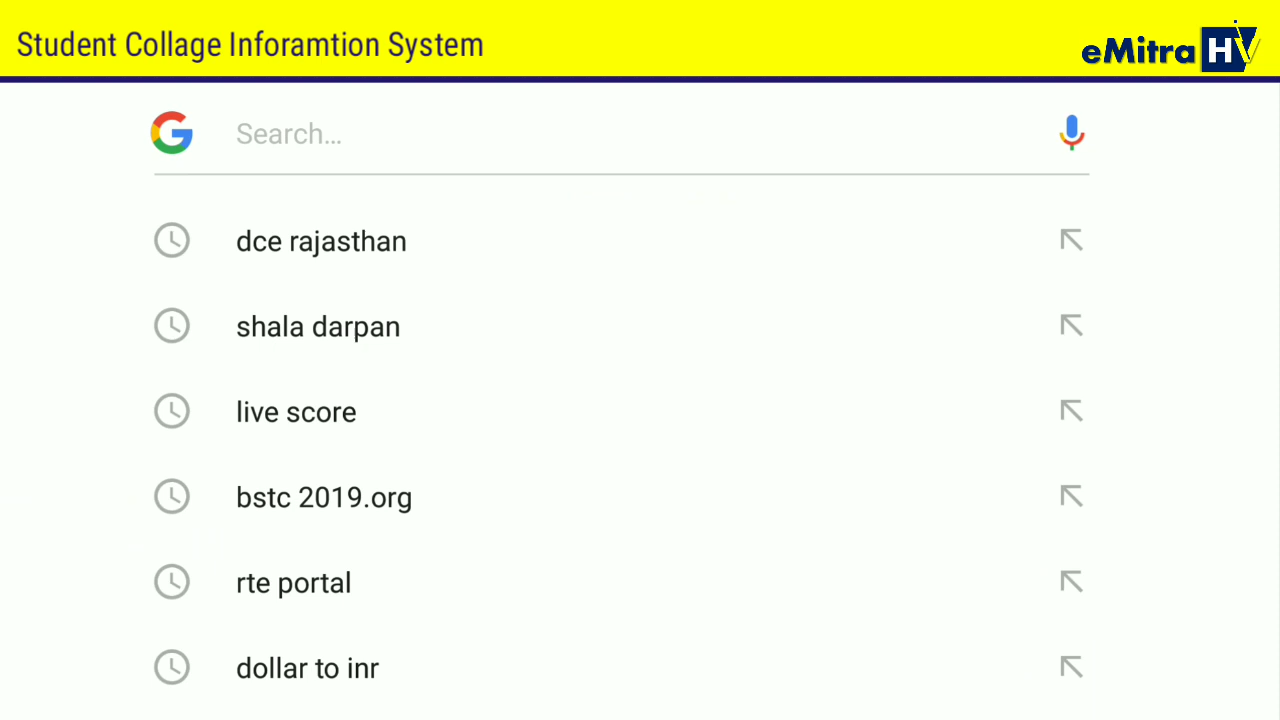 Student Collage Inforamtion System
eMitra HV
Search...
dce rajasthan
shala darpan
live score
bstc 2019.org
rte portal
dollar to inr